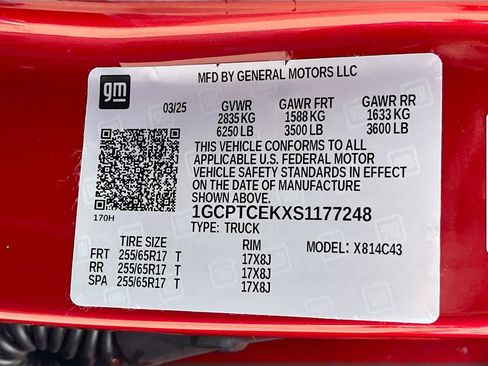 MFD BY GENERAL MOTORS LLC
gm
03/25 GVWR GAWR FRT GAWR RR
2835 KG 1588 KG 1633 KG
6250 LB 3500 LB 3600 LB
THIS VEHICLE CONFORMS TO ALL
APPLICABLE U.S. FEDERAL MOTOR
VEHICLE SAFETY STANDARDS IN EFFECT
ON THE DATE OF MANUFACTURE
SHOWN ABOVE.
170H
1GCPTCEKXS1177248
TYPE: TRUCK
TIRE SIZE RIM MODEL: X814C43
FRT 255/65R17 T 17X8J
RR 255/65R17 T 17X8J
SPA 255/65R17 T 17X8J